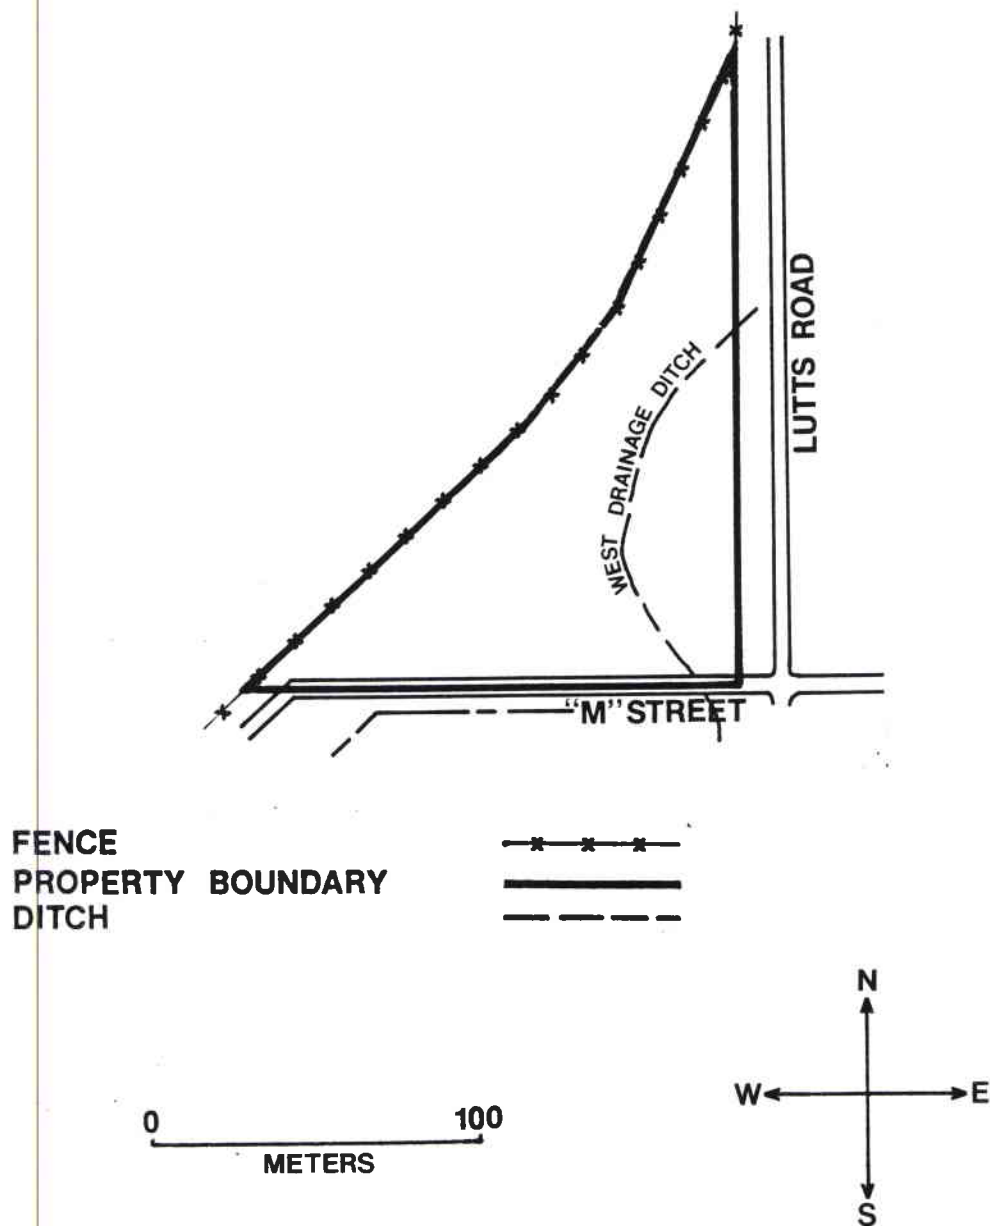 LUTTS ROAD
WEST DRAINAGE DITCH
"M" STREET
FENCE
PROPERTY BOUNDARY
DITCH
N
W E
S
0 100
METERS